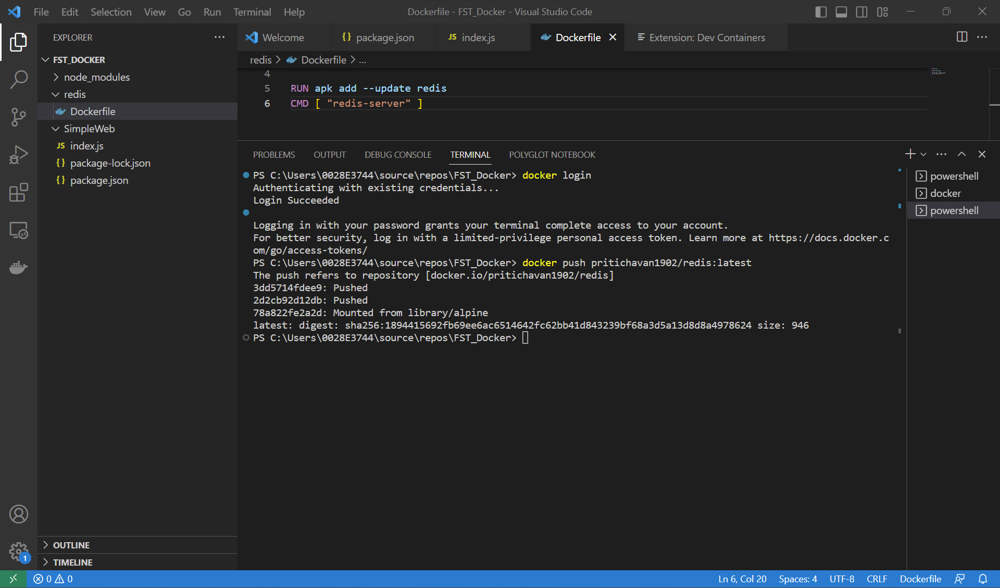 File Edit Selection View Go Run Terminal Help
Dockerfile - FST_Docker - Visual Studio Code
EXPLORER
FST_DOCKER
node_modules
redis
Dockerfile
SimpleWeb
JS index.js
{} package-lock.json
{} package.json
OUTLINE
TIMELINE
Welcome
{} package.json
JS index.js
Dockerfile
Extension: Dev Containers
redis > Dockerfile > ...
4
5 RUN apk add --update redis
6 CMD [ "redis-server" ]
PROBLEMS OUTPUT DEBUG CONSOLE TERMINAL POLYGLOT NOTEBOOK
PS C:\Users\0028E3744\source\repos\FST_Docker> docker login
Authenticating with existing credentials...
Login Succeeded
Logging in with your password grants your terminal complete access to your account.
For better security, log in with a limited-privilege personal access token. Learn more at https://docs.docker.c
om/go/access-tokens/
PS C:\Users\0028E3744\source\repos\FST_Docker> docker push pritichavan1902/redis:latest
The push refers to repository [docker.io/pritichavan1902/redis]
3dd5714fdee9: Pushed
2d2cb92d12db: Pushed
78a822fe2a2d: Mounted from library/alpine
latest: digest: sha256:1894415692fb69ee6ac6514642fc62bb41d843239bf68a3d5a13d8d8a4978624 size: 946
PS C:\Users\0028E3744\source\repos\FST_Docker>
powershell
docker
powershell
1
0 0
Ln 6, Col 20 Spaces: 4 UTF-8 CRLF Dockerfile